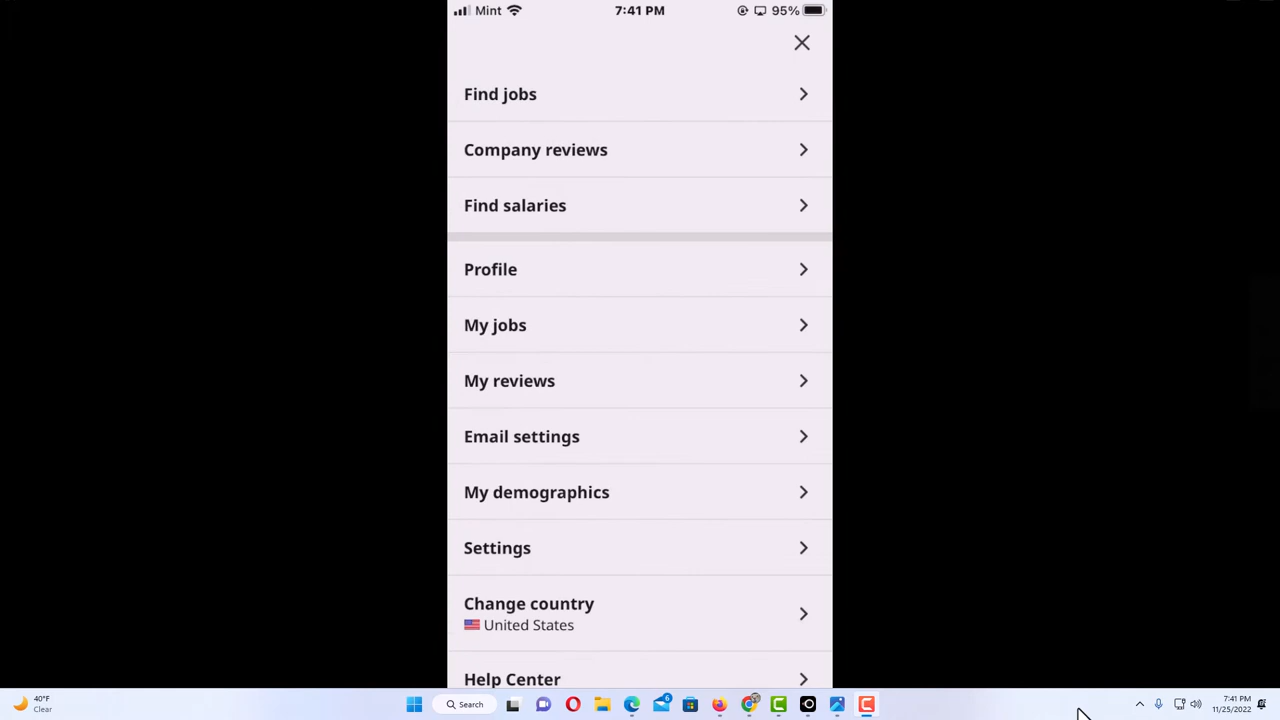 Mint 7:41 PM 95%
Find jobs
Company reviews
Find salaries
Profile
My jobs
My reviews
Email settings
My demographics
Settings
Change country
United States
Help Center
40°F
Clear
Search
6
7:41 PM
11/25/2022